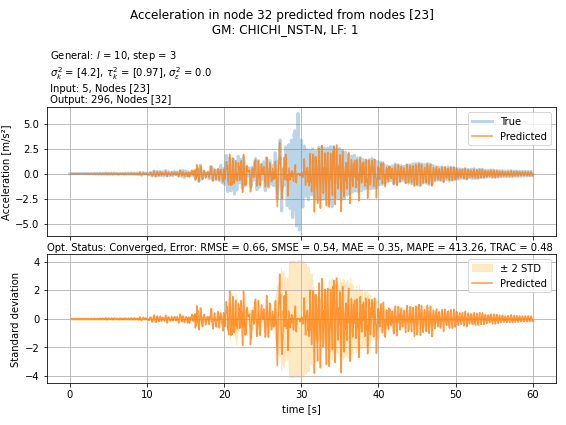 Acceleration in node 32 predicted from nodes [23]
GM: CHICHI_NST-N, LF: 1
General: l = 10, step = 3
σ²ₖ = [4.2], τ²ₖ = [0.97], σ²ε = 0.0
Input: 5, Nodes [23]
Output: 296, Nodes [32]
Acceleration [m/s²]
5.0
2.5
0.0
−2.5
−5.0
True
Predicted
Opt. Status: Converged, Error: RMSE = 0.66, SMSE = 0.54, MAE = 0.35, MAPE = 413.26, TRAC = 0.48
Standard deviation
4
2
0
−2
−4
± 2 STD
Predicted
0 10 20 30 40 50 60
time [s]